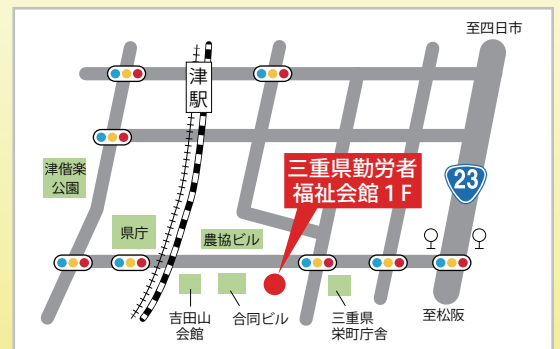 至四日市
津
駅
三重県勤労者
福祉会館1F
津偕楽
公園
23
県庁
農協ビル
吉田山
会館
合同ビル
三重県
栄町庁舎
至松阪